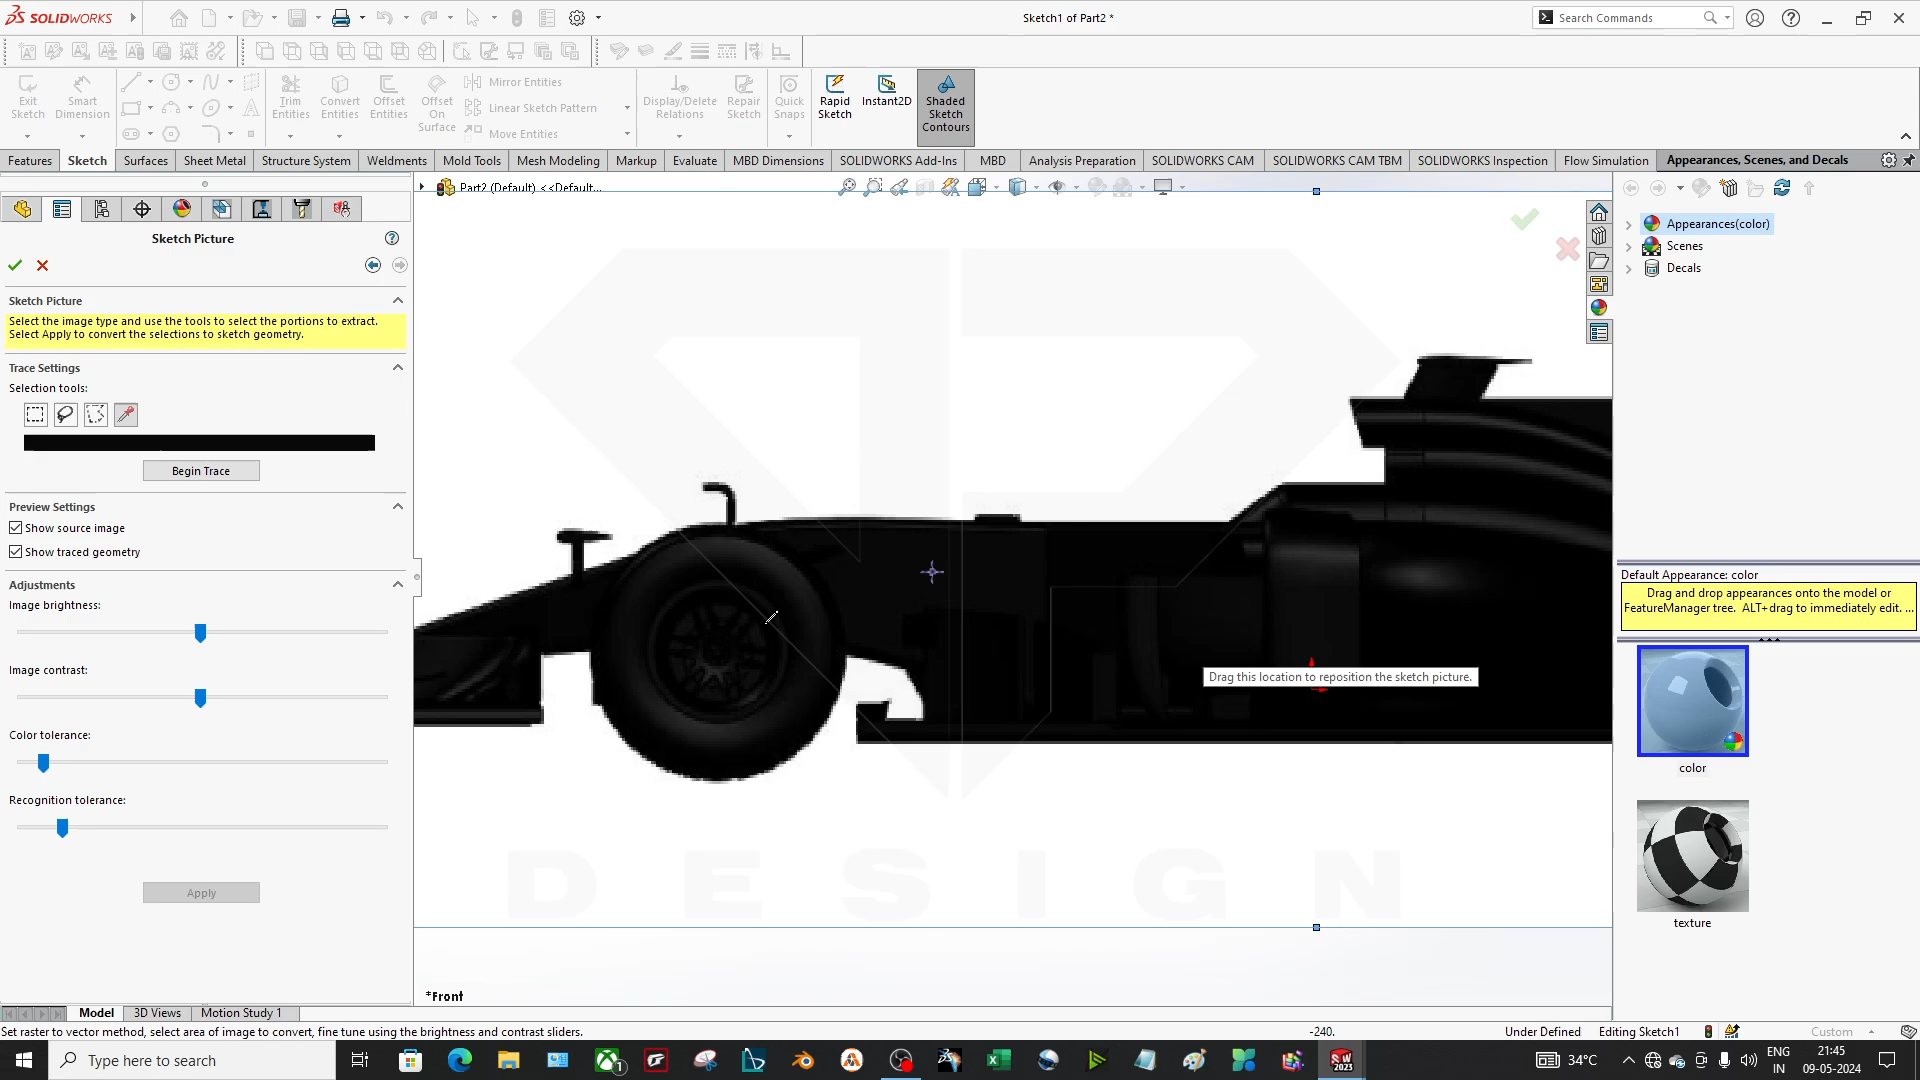 SOLIDWORKS
Sketch1 of Part2 *
Search Commands
Exit Sketch
Smart Dimension
Trim Entities
Convert Entities
Offset Entities
Offset On Surface
Mirror Entities
Linear Sketch Pattern
Move Entities
Display/Delete Relations
Repair Sketch
Quick Snaps
Rapid Sketch
Instant2D
Shaded Sketch Contours
Features
Sketch
Surfaces
Sheet Metal
Structure System
Weldments
Mold Tools
Mesh Modeling
Markup
Evaluate
MBD Dimensions
SOLIDWORKS Add-Ins
MBD
Analysis Preparation
SOLIDWORKS CAM
SOLIDWORKS CAM TBM
SOLIDWORKS Inspection
Flow Simulation
Appearances, Scenes, and Decals
Part2 (Default) <<Default...
Sketch Picture
Sketch Picture
Select the image type and use the tools to select the portions to extract.
Select Apply to convert the selections to sketch geometry.
Trace Settings
Selection tools:
Begin Trace
Preview Settings
Show source image
Show traced geometry
Adjustments
Image brightness:
Image contrast:
Color tolerance:
Recognition tolerance:
Apply
Drag this location to reposition the sketch picture.
DESIGN
*Front
Appearances(color)
Scenes
Decals
Default Appearance: color
Drag and drop appearances onto the model or
FeatureManager tree. ALT+drag to immediately edit. ...
color
texture
Model
3D Views
Motion Study 1
Set raster to vector method, select area of image to convert, fine tune using the brightness and contrast sliders.
-240.
Under Defined
Editing Sketch1
Custom
Type here to search
1
SW
2023
34°C
ENG
IN
21:45
09-05-2024